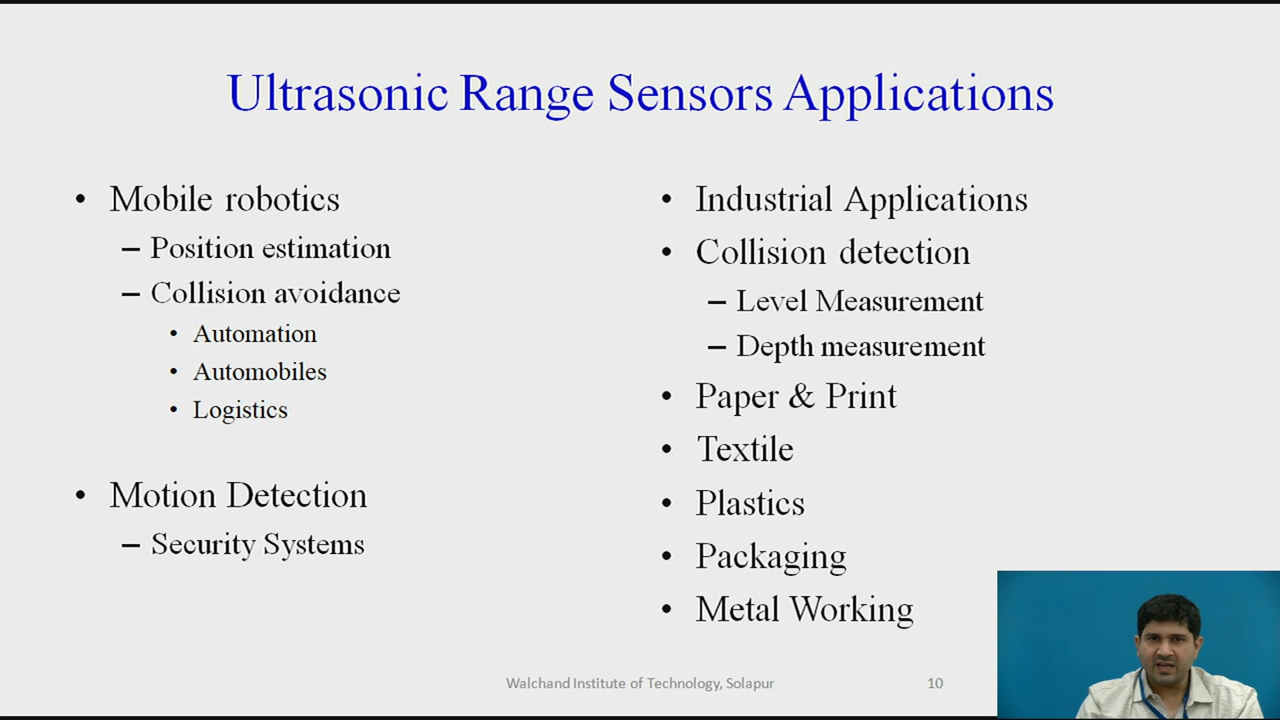 Ultrasonic Range Sensors Applications
• Mobile robotics
– Position estimation
– Collision avoidance
• Automation
• Automobiles
• Logistics
• Motion Detection
– Security Systems
• Industrial Applications
• Collision detection
– Level Measurement
– Depth measurement
• Paper & Print
• Textile
• Plastics
• Packaging
• Metal Working
Walchand Institute of Technology, Solapur
10